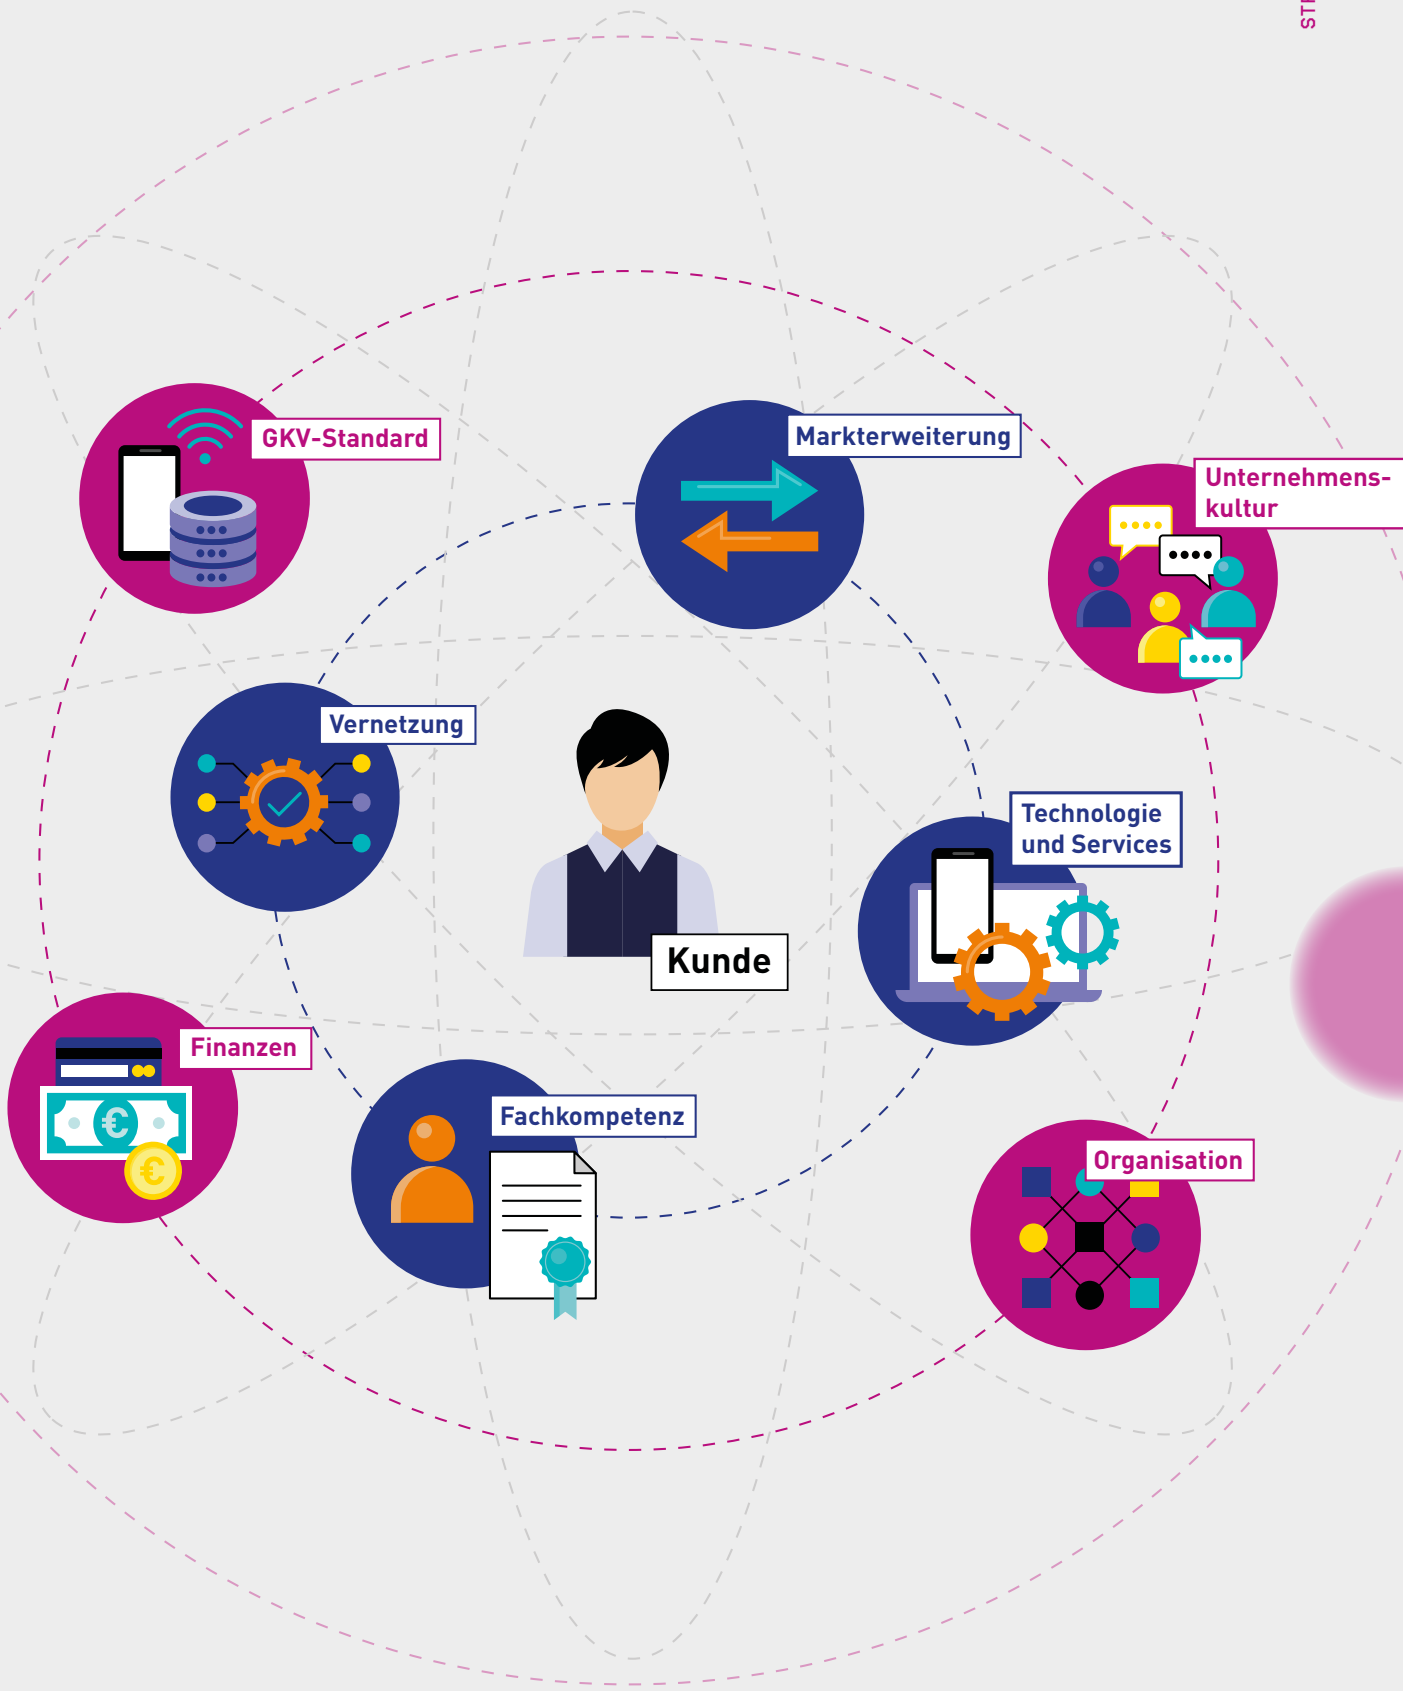 GKV-Standard
Markterweiterung
Unternehmens-
kultur
Vernetzung
Technologie
und Services
Kunde
Finanzen
Fachkompetenz
Organisation